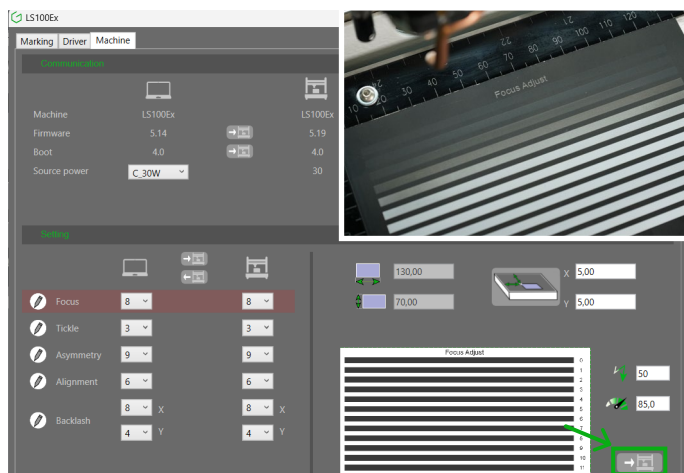 LS100Ex
Marking Driver Machine
Communication
Machine LS100Ex LS100Ex
Firmware 5.14 5.19
Boot 4.0 4.0
Source power C_30W 30
Setting
Focus 8 8
Tickle 3 3
Asymmetry 9 9
Alignment 6 6
Backlash
8 X 8 X
4 Y 4 Y
22 21
10 20 30 40 50 60 70 80 90 100 110 120
Focus Adjust
130,00
70,00
X 5,00
Y 5,00
Focus Adjust
0
1
2
3
4
5
6
7
8
9
10
11
50
85,0